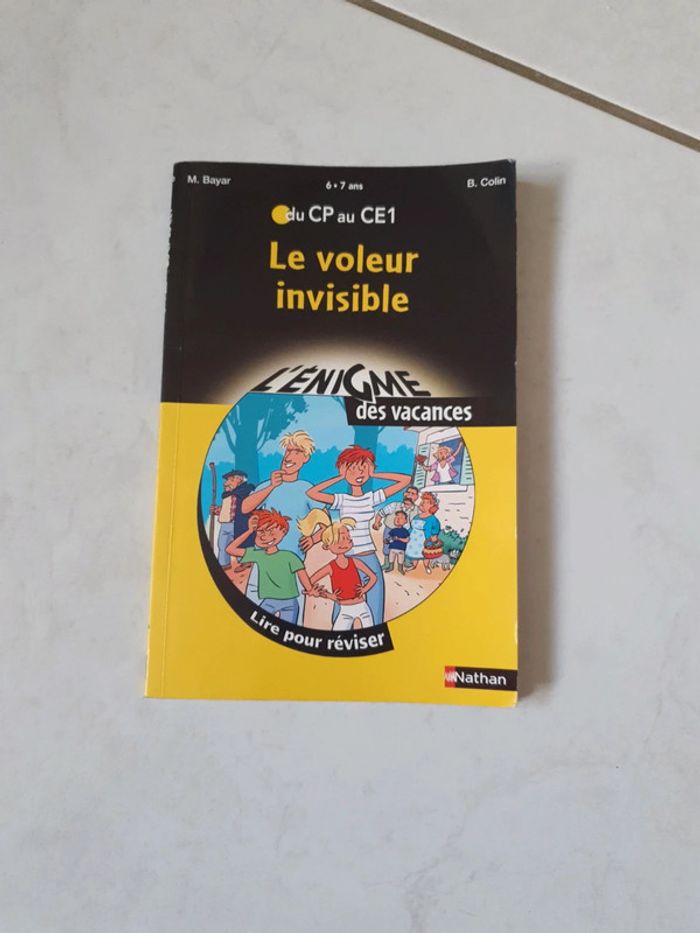 M. Bayar
6 • 7 ans
B. Colin
du CP au CE1
Le voleur
invisible
L'ÉNIGME
des vacances
Lire pour réviser
Nathan